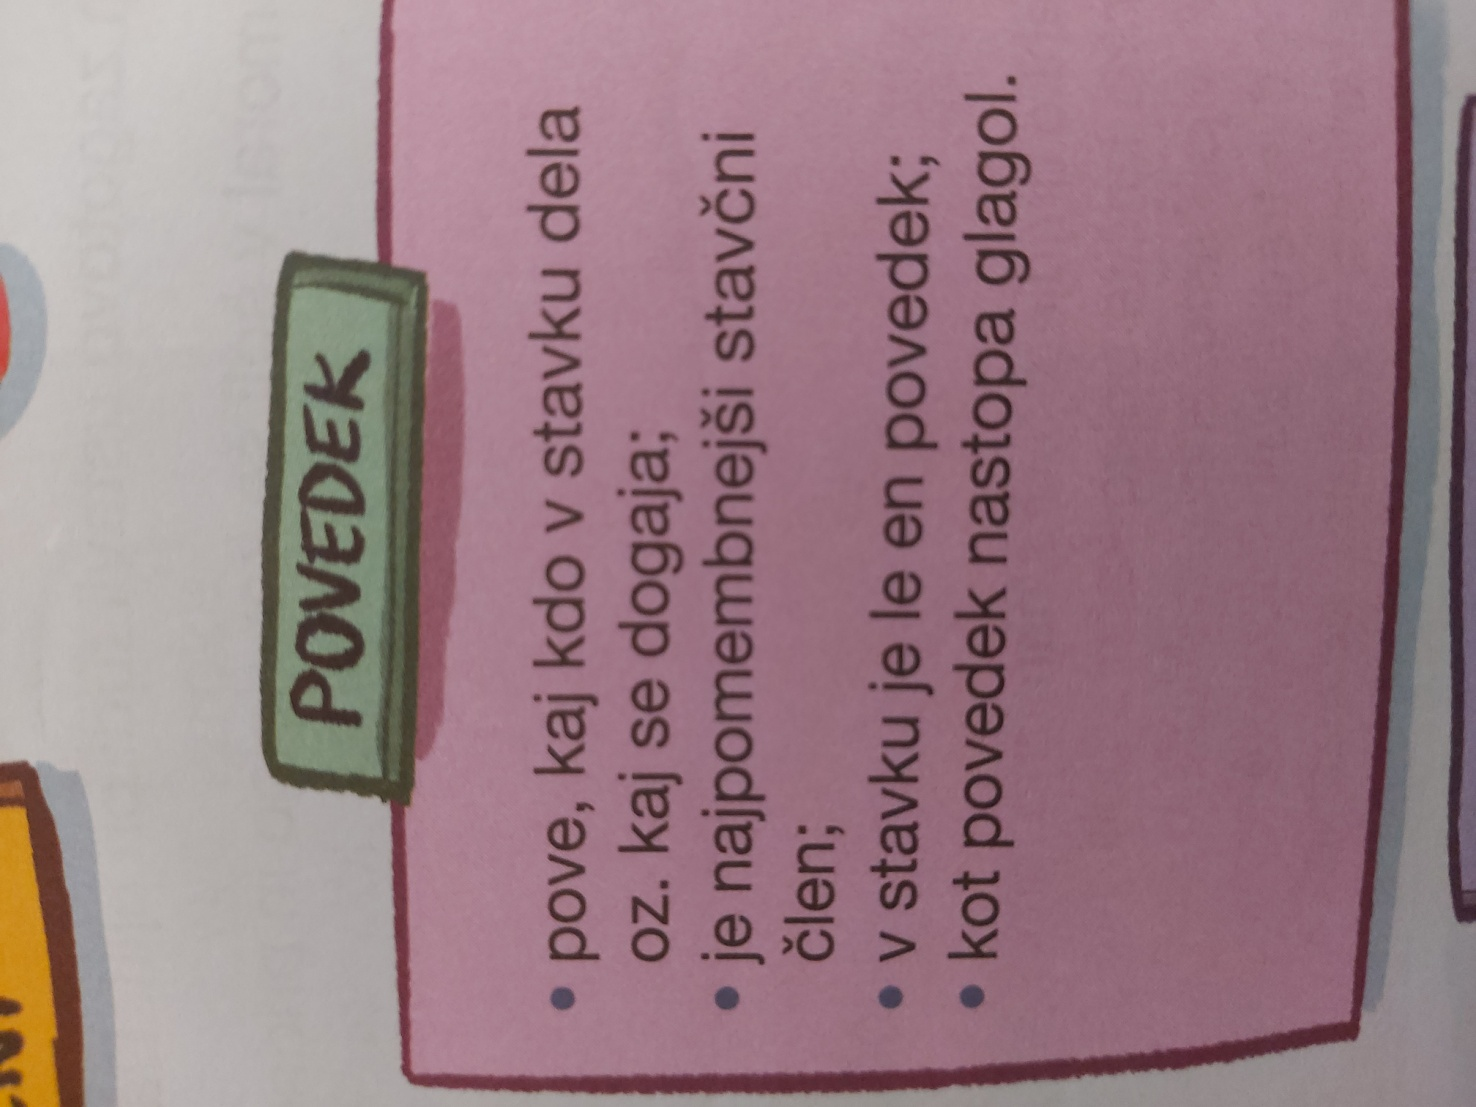 POVEDEK
• pove, kaj kdo v stavku dela
oz. kaj se dogaja;
• je najpomembnejši stavčni
člen;
• v stavku je le en povedek;
• kot povedek nastopa glagol.